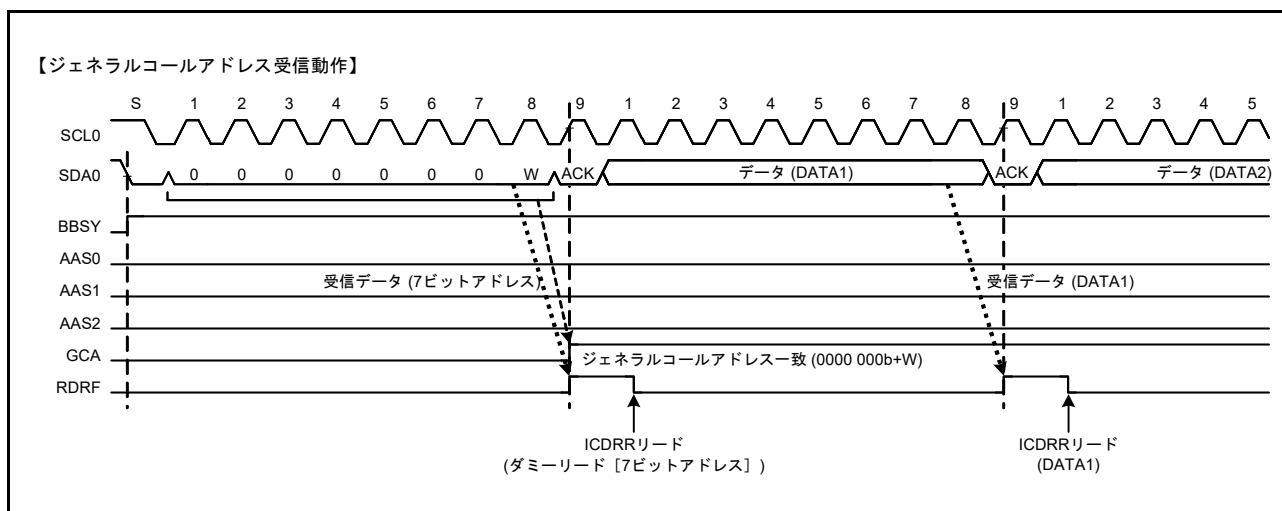 【ジェネラルコールアドレス受信動作】
S 1 2 3 4 5 6 7 8 9 1 2 3 4 5 6 7 8 9 1 2 3 4 5
SCL0
SDA0 0 0 0 0 0 0 0 W ACK データ (DATA1) ACK データ (DATA2)
BBSY
AAS0
受信データ (7ビットアドレス) 受信データ (DATA1)
AAS1
AAS2
GCA ジェネラルコールアドレス一致 (0000 000b+W)
RDRF
ICDRRリード ICDRRリード
(ダミーリード［7ビットアドレス］) (DATA1)